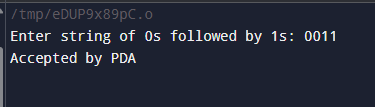 /tmp/eDUP9x89pC.o
Enter string of 0s followed by 1s: 0011
Accepted by PDA